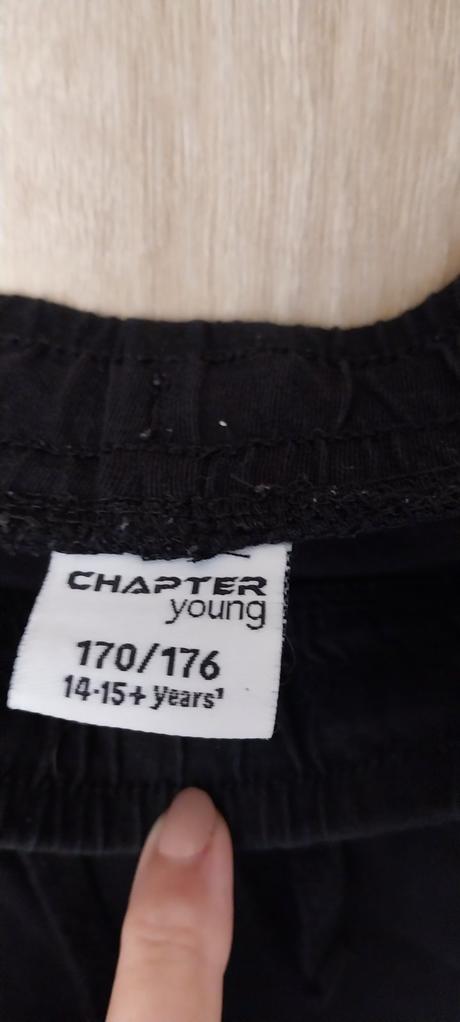 CHAPTER
young
170/176
14-15+ Years¹